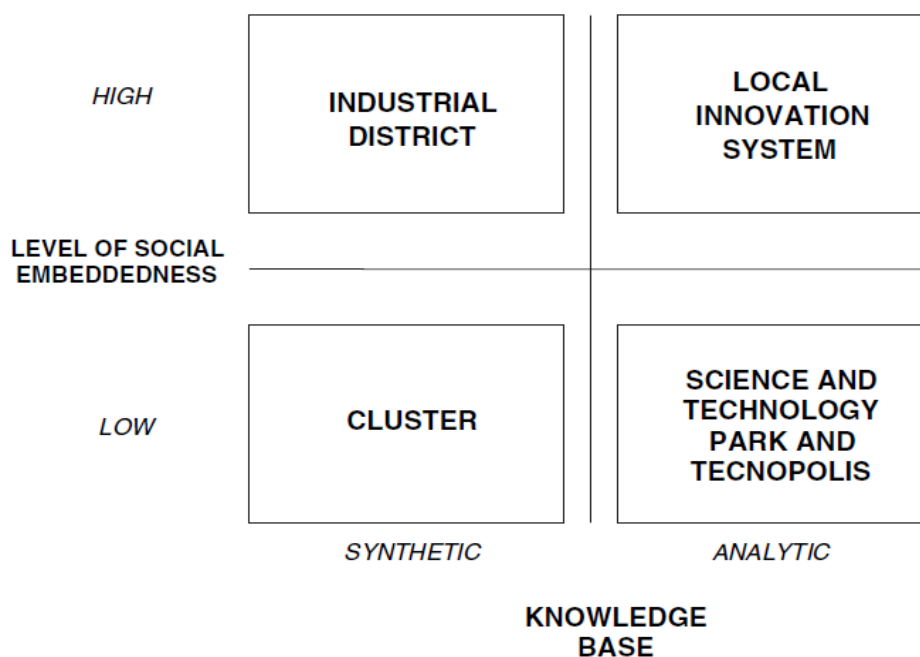 HIGH
INDUSTRIAL
DISTRICT
LOCAL
INNOVATION
SYSTEM
LEVEL OF SOCIAL
EMBEDDEDNESS
LOW
CLUSTER
SCIENCE AND
TECHNOLOGY
PARK AND
TECNOPOLIS
SYNTHETIC
ANALYTIC
KNOWLEDGE
BASE